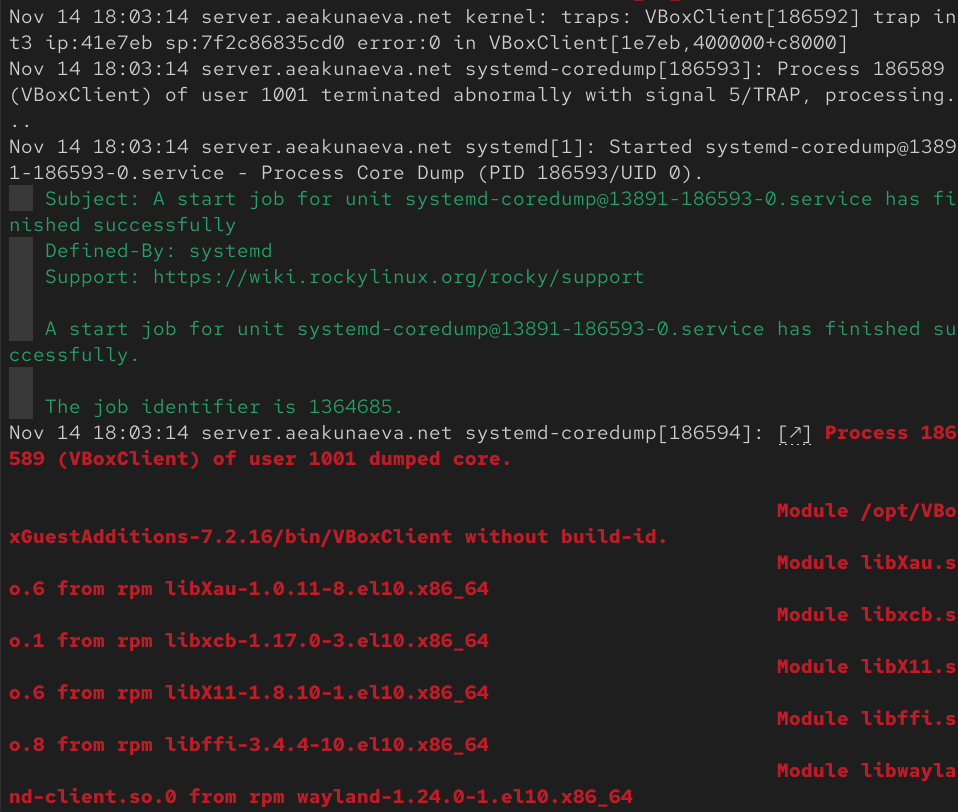 Nov 14 18:03:14 server.aeakunaeva.net kernel: traps: VBoxClient[186592] trap in
t3 ip:41e7eb sp:7f2c86835cd0 error:0 in VBoxClient[1e7eb,400000+c8000]
Nov 14 18:03:14 server.aeakunaeva.net systemd-coredump[186593]: Process 186589
(VBoxClient) of user 1001 terminated abnormally with signal 5/TRAP, processing.
..
Nov 14 18:03:14 server.aeakunaeva.net systemd[1]: Started systemd-coredump@1389
1-186593-0.service - Process Core Dump (PID 186593/UID 0).
Subject: A start job for unit systemd-coredump@13891-186593-0.service has fi
nished successfully
Defined-By: systemd
Support: https://wiki.rockylinux.org/rocky/support
A start job for unit systemd-coredump@13891-186593-0.service has finished su
ccessfully.
The job identifier is 1364685.
Nov 14 18:03:14 server.aeakunaeva.net systemd-coredump[186594]: [↗] Process 186
589 (VBoxClient) of user 1001 dumped core.
Module /opt/VBo
xGuestAdditions-7.2.16/bin/VBoxClient without build-id.
Module libXau.s
o.6 from rpm libXau-1.0.11-8.el10.x86_64
Module libxcb.s
o.1 from rpm libxcb-1.17.0-3.el10.x86_64
Module libX11.s
o.6 from rpm libX11-1.8.10-1.el10.x86_64
Module libffi.s
o.8 from rpm libffi-3.4.4-10.el10.x86_64
Module libwayla
nd-client.so.0 from rpm wayland-1.24.0-1.el10.x86_64